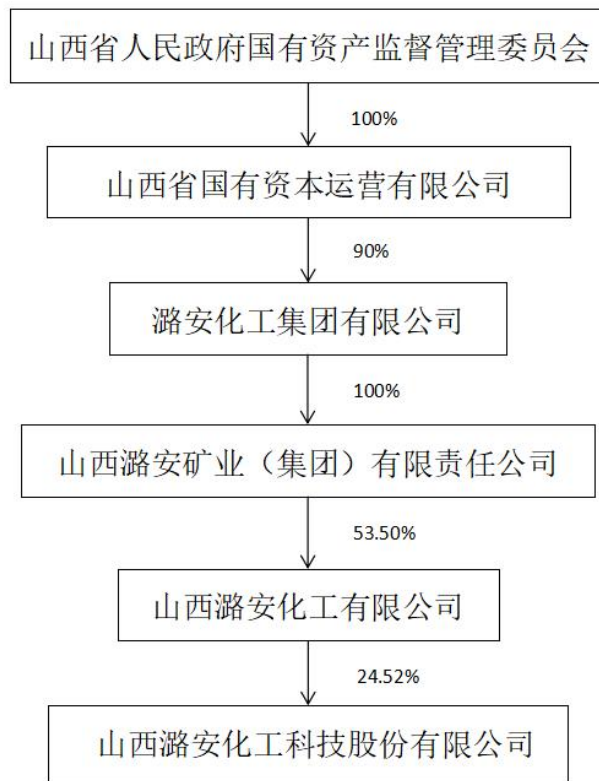 山西省人民政府国有资产监督管理委员会
100%
山西省国有资本运营有限公司
90%
潞安化工集团有限公司
100%
山西潞安矿业（集团）有限责任公司
53.50%
山西潞安化工有限公司
24.52%
山西潞安化工科技股份有限公司